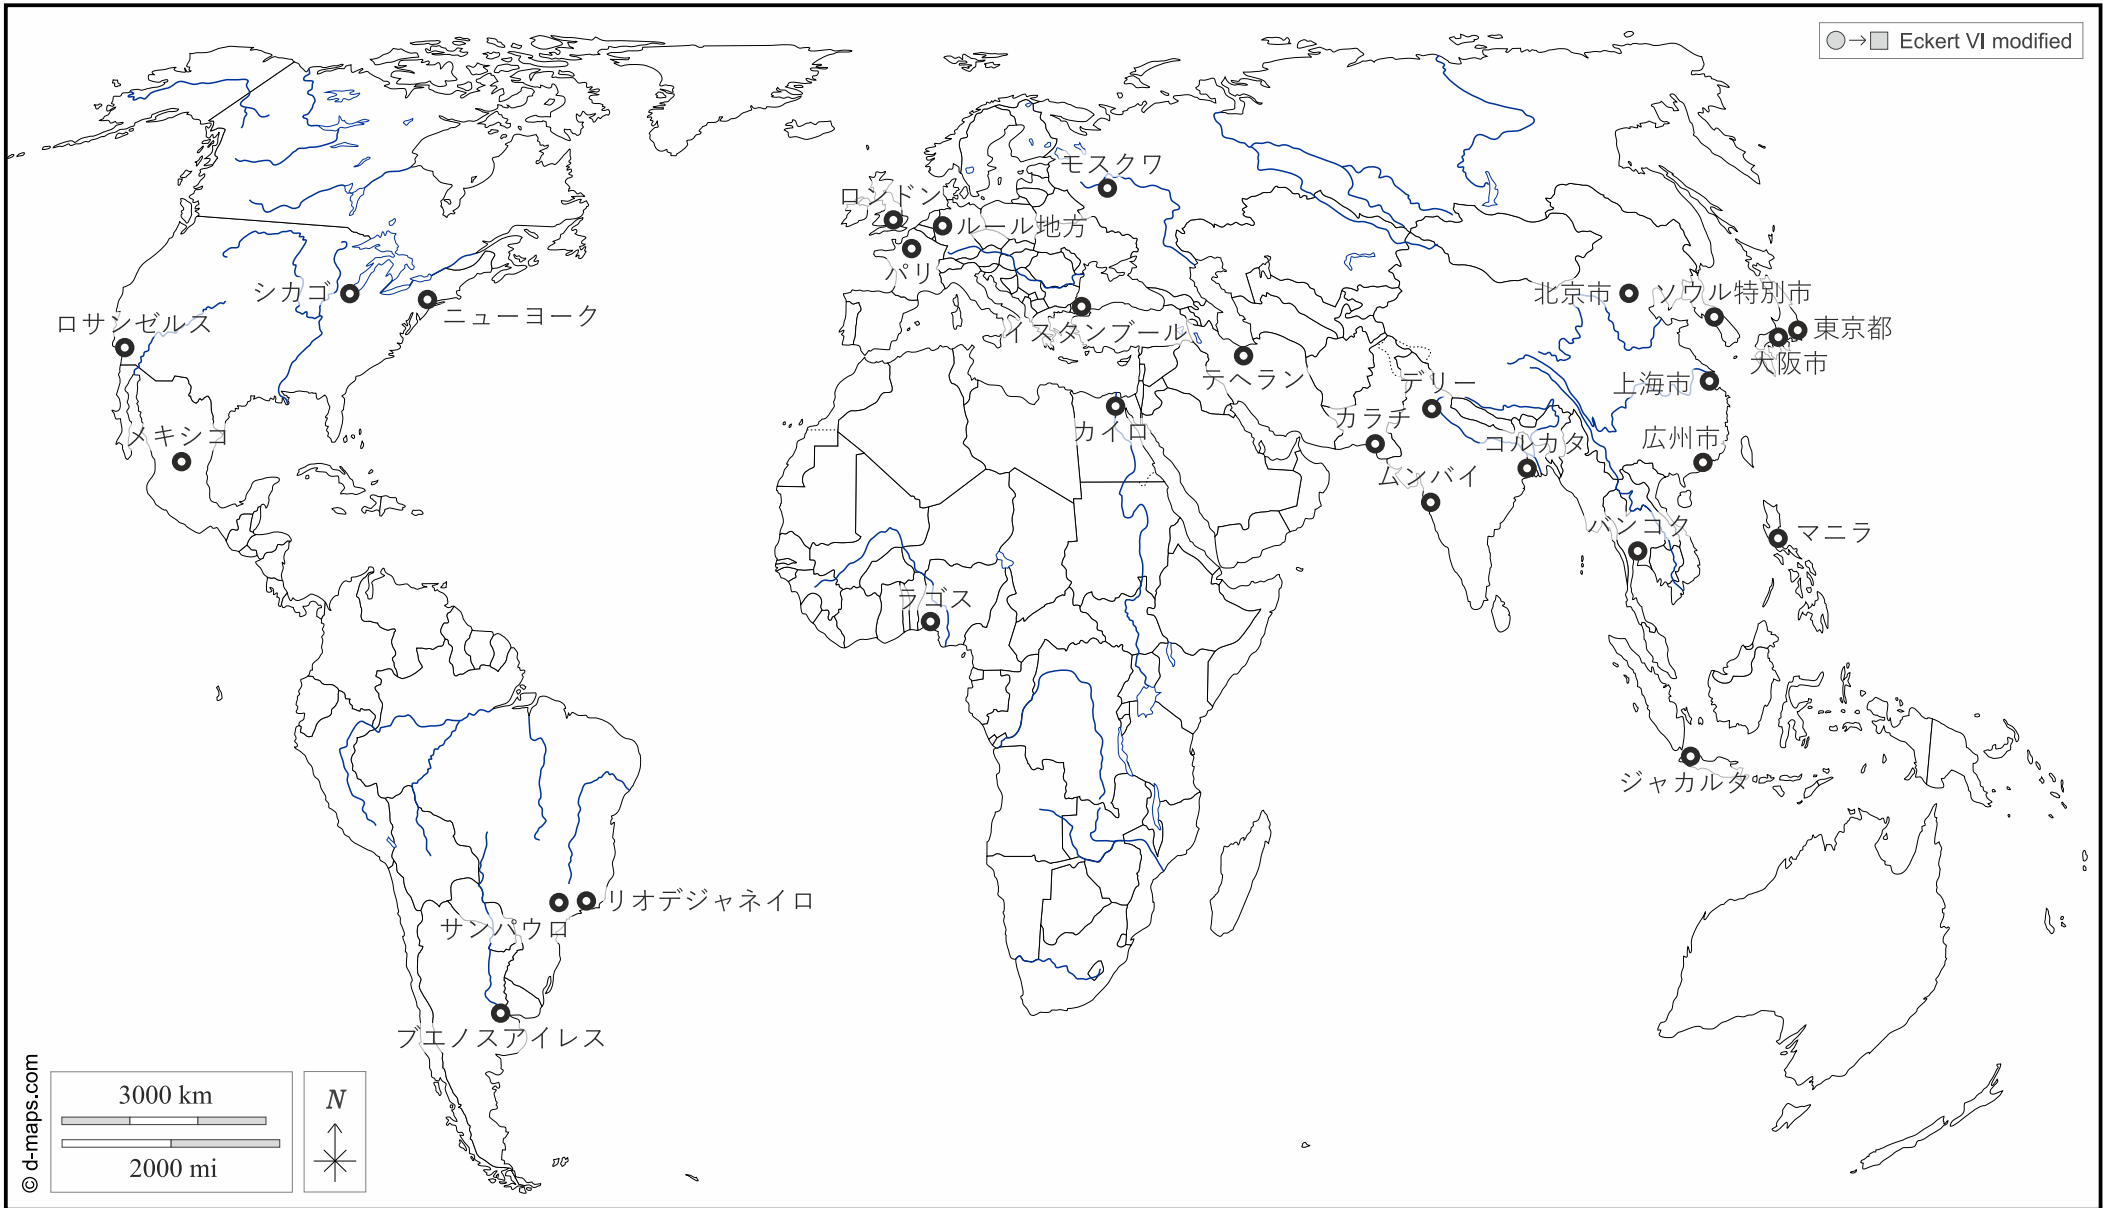 Eckert VI modified
モスクワ
ロンドン
ルール地方
パリ
シカゴ
ニューヨーク
ロサンゼルス
イスタンブール
北京市
ソウル特別市
東京都
大阪市
テヘラン
デリー
上海市
カイロ
カラチ
コルカタ
広州市
メキシコ
ムンバイ
バンコク
マニラ
ラゴス
ジャカルタ
リオデジャネイロ
サンパウロ
ブエノスアイレス
3000 km
2000 mi
N
© d-maps.com